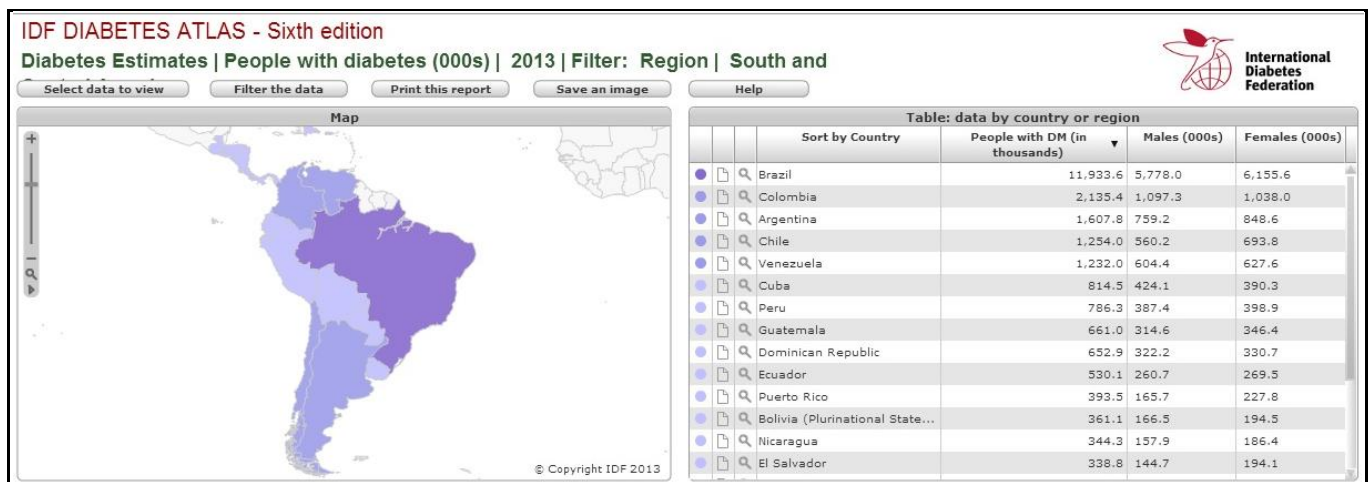 IDF DIABETES ATLAS - Sixth edition
Diabetes Estimates | People with diabetes (000s) | 2013 | Filter: Region | South and
International
Diabetes
Federation
Select data to view Filter the data Print this report Save an image Help
Map
© Copyright IDF 2013
Table: data by country or region
Sort by Country People with DM (in thousands) ▼ Males (000s) Females (000s)
Brazil 11,933.6 5,778.0 6,155.6
Colombia 2,135.4 1,097.3 1,038.0
Argentina 1,607.8 759.2 848.6
Chile 1,254.0 560.2 693.8
Venezuela 1,232.0 604.4 627.6
Cuba 814.5 424.1 390.3
Peru 786.3 387.4 398.9
Guatemala 661.0 314.6 346.4
Dominican Republic 652.9 322.2 330.7
Ecuador 530.1 260.7 269.5
Puerto Rico 393.5 165.7 227.8
Bolivia (Plurinational State... 361.1 166.5 194.5
Nicaragua 344.3 157.9 186.4
El Salvador 338.8 144.7 194.1